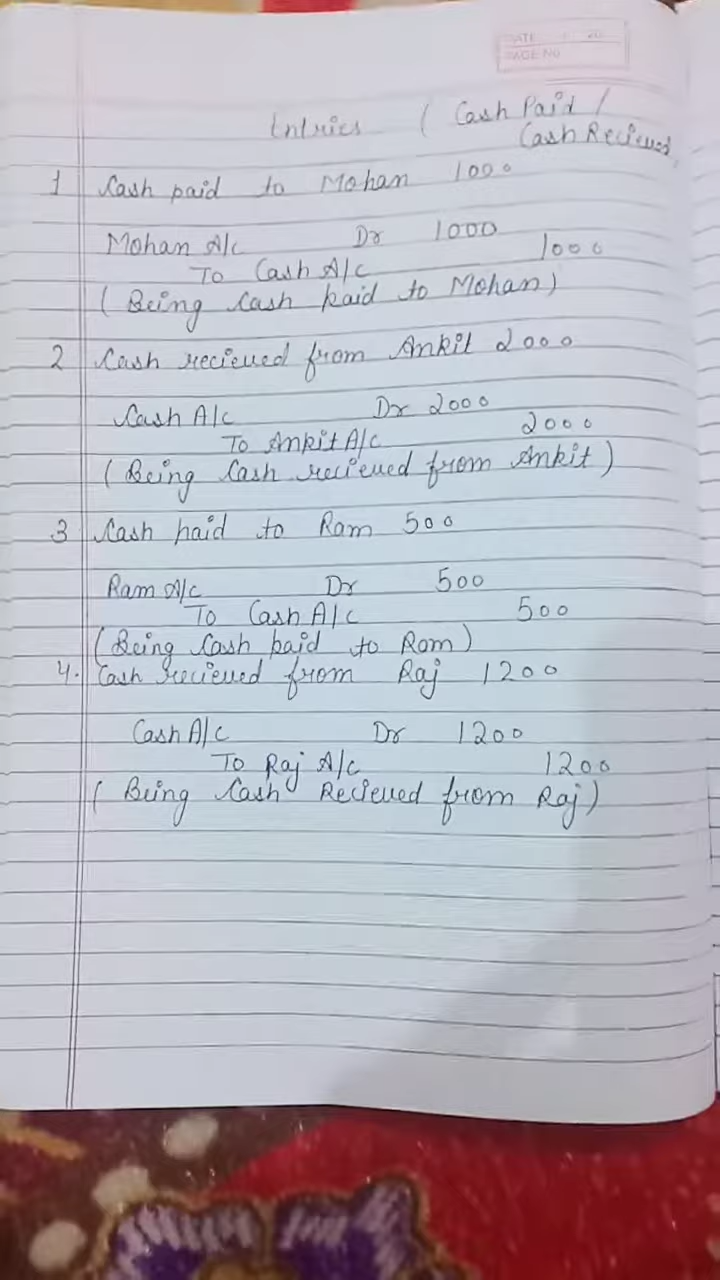 DATE
PAGE NO
Entries ( Cash Paid /
Cash Recieved
1 Cash paid to Mohan 1000
Mohan A/c Dr 1000
To Cash A/c 1000
( Being Cash paid to Mohan )
2 Cash recieved from Ankit 2000
Cash A/c Dr 2000
To Ankit A/c 2000
( Being Cash recieved from Ankit )
3 Cash paid to Ram 500
Ram A/c Dr 500
To Cash A/c 500
( Being Cash paid to Ram )
4. Cash recieved from Raj 1200
Cash A/c Dr 1200
To Raj A/c 1200
( Being Cash Recieved from Raj )